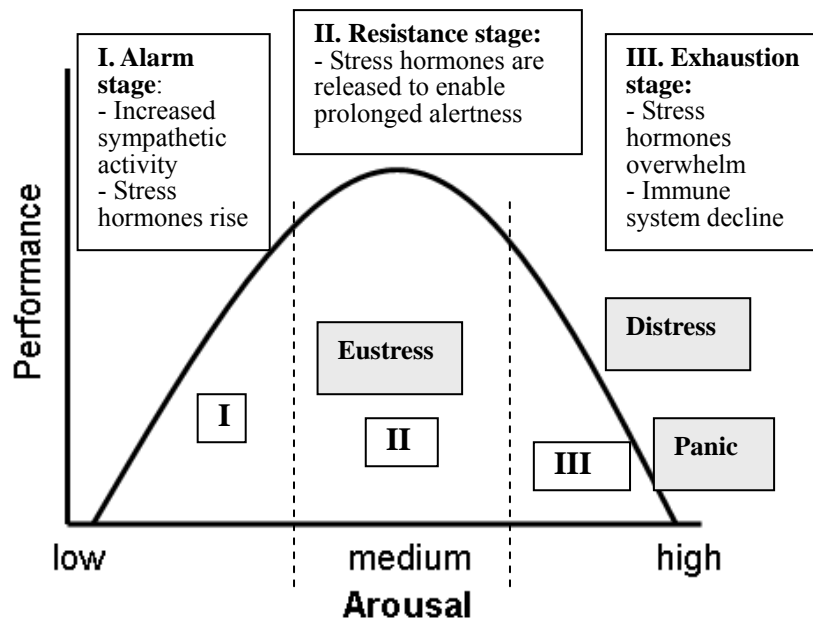 I. Alarm
stage:
- Increased
sympathetic
activity
- Stress
hormones rise
II. Resistance stage:
- Stress hormones are
released to enable
prolonged alertness
III. Exhaustion
stage:
- Stress
hormones
overwhelm
- Immune
system decline
Performance
Eustress
Distress
I
II
III
Panic
low
medium
high
Arousal